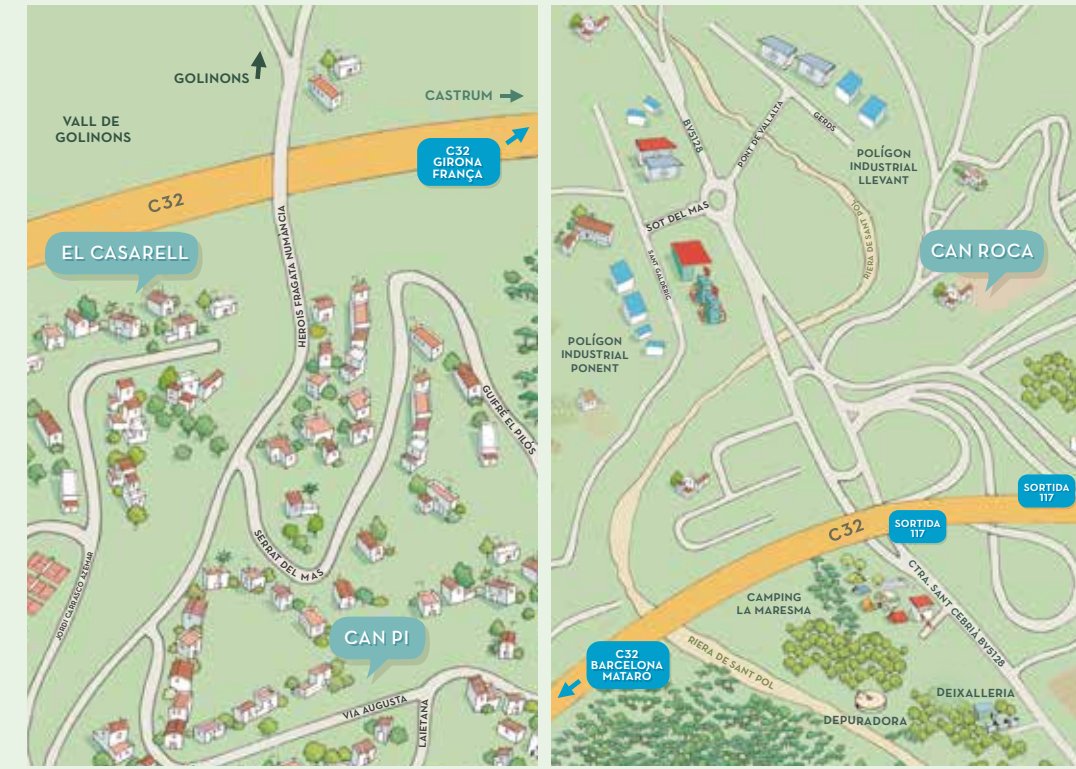 GOLINONS
CASTRUM
VALL DE
GOLINONS
C32
GIRONA
FRANÇA
C32
EL CASARELL
HEROIS FRAGATA NUMÀNCIA
GUIFRÉ EL PILÓS
SERRAT DEL MAS
JORDI CARRASCO AZEMAR
CAN PI
VIA AUGUSTA
LAIETANA
BV5128
PONT DE VALLALTA
GERDS
POLÍGON
INDUSTRIAL
LLEVANT
SOT DEL MAS
RIERA DE SANT POL
SANT GALDERIC
CAN ROCA
POLÍGON
INDUSTRIAL
PONENT
SORTIDA
117
C32
SORTIDA
117
CTRA. SANT CEBRIÀ BV5128
CAMPING
LA MARESMA
C32
BARCELONA
MATARÓ
RIERA DE SANT POL
DEIXALLERIA
DEPURADORA